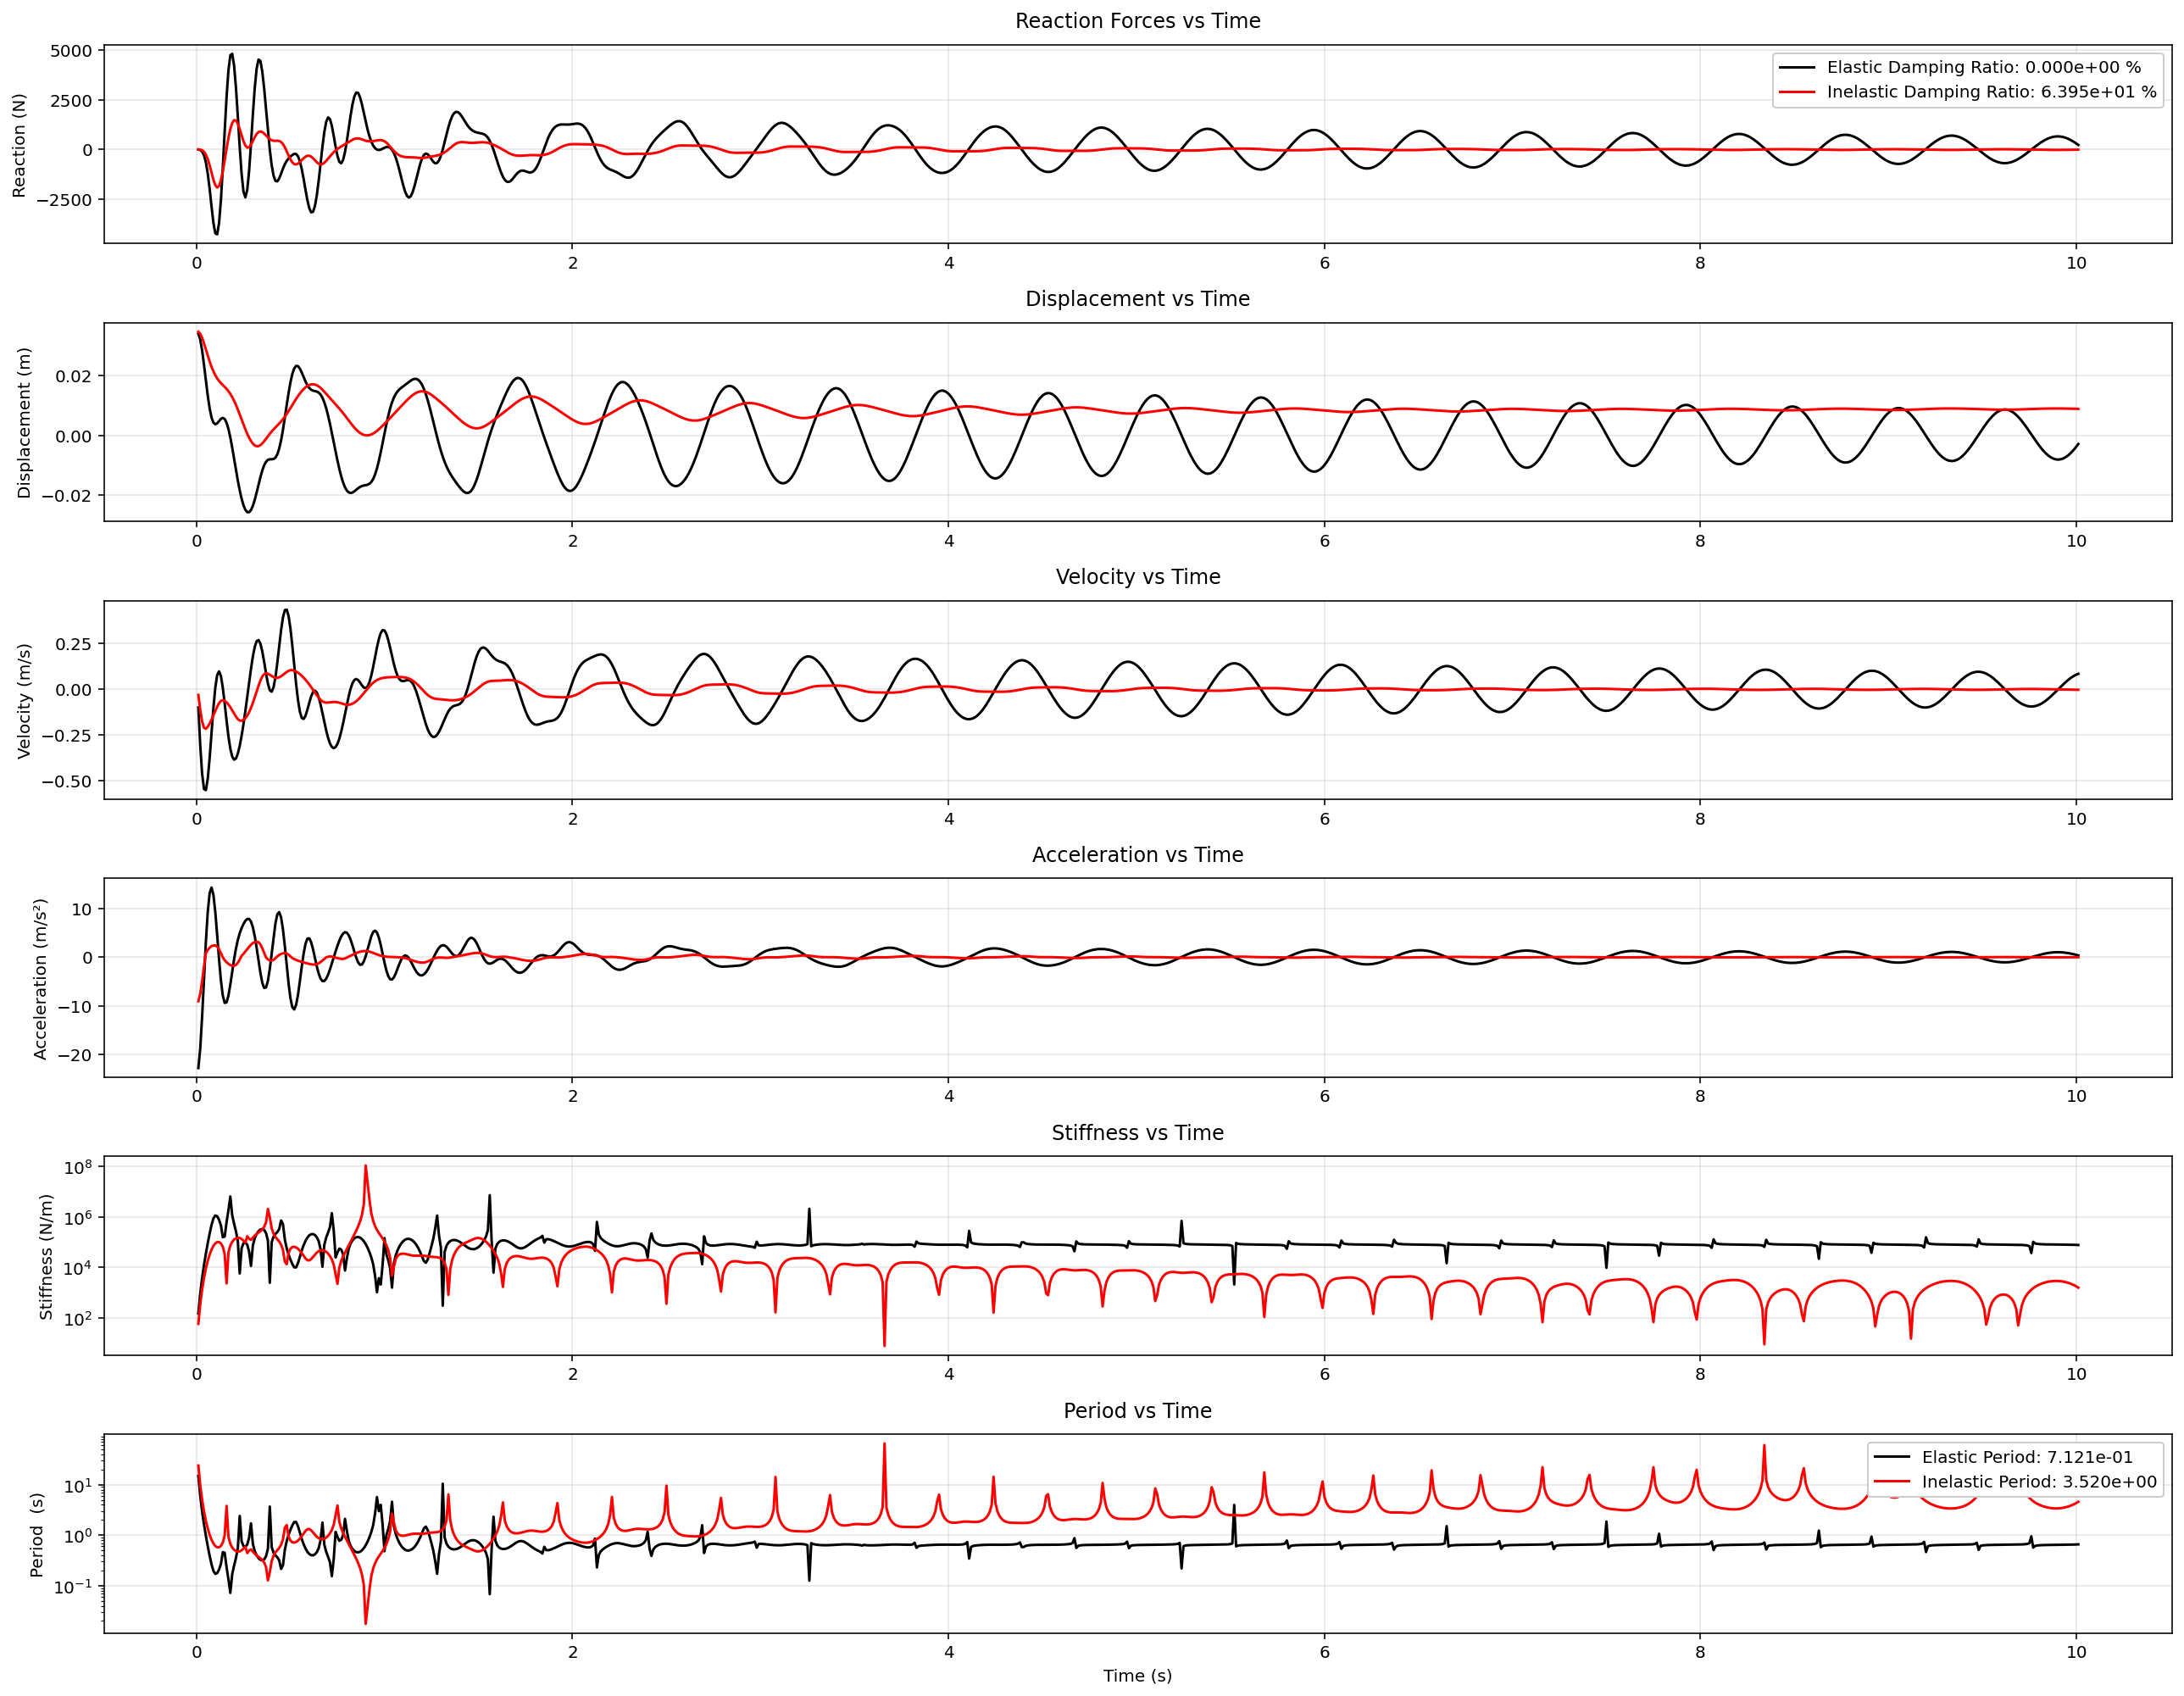 Reaction Forces vs Time
Reaction (N)
5000
2500
0
−2500
Elastic Damping Ratio: 0.000e+00 %
Inelastic Damping Ratio: 6.395e+01 %
0 2 4 6 8 10
Displacement vs Time
Displacement (m)
0.02
0.00
−0.02
0 2 4 6 8 10
Velocity vs Time
Velocity (m/s)
0.25
0.00
−0.25
−0.50
0 2 4 6 8 10
Acceleration vs Time
Acceleration (m/s²)
10
0
−10
−20
0 2 4 6 8 10
Stiffness vs Time
Stiffness (N/m)
10⁸
10⁶
10⁴
10²
0 2 4 6 8 10
Period vs Time
Period (s)
10¹
10⁰
10⁻¹
Elastic Period: 7.121e-01
Inelastic Period: 3.520e+00
0 2 4 6 8 10
Time (s)